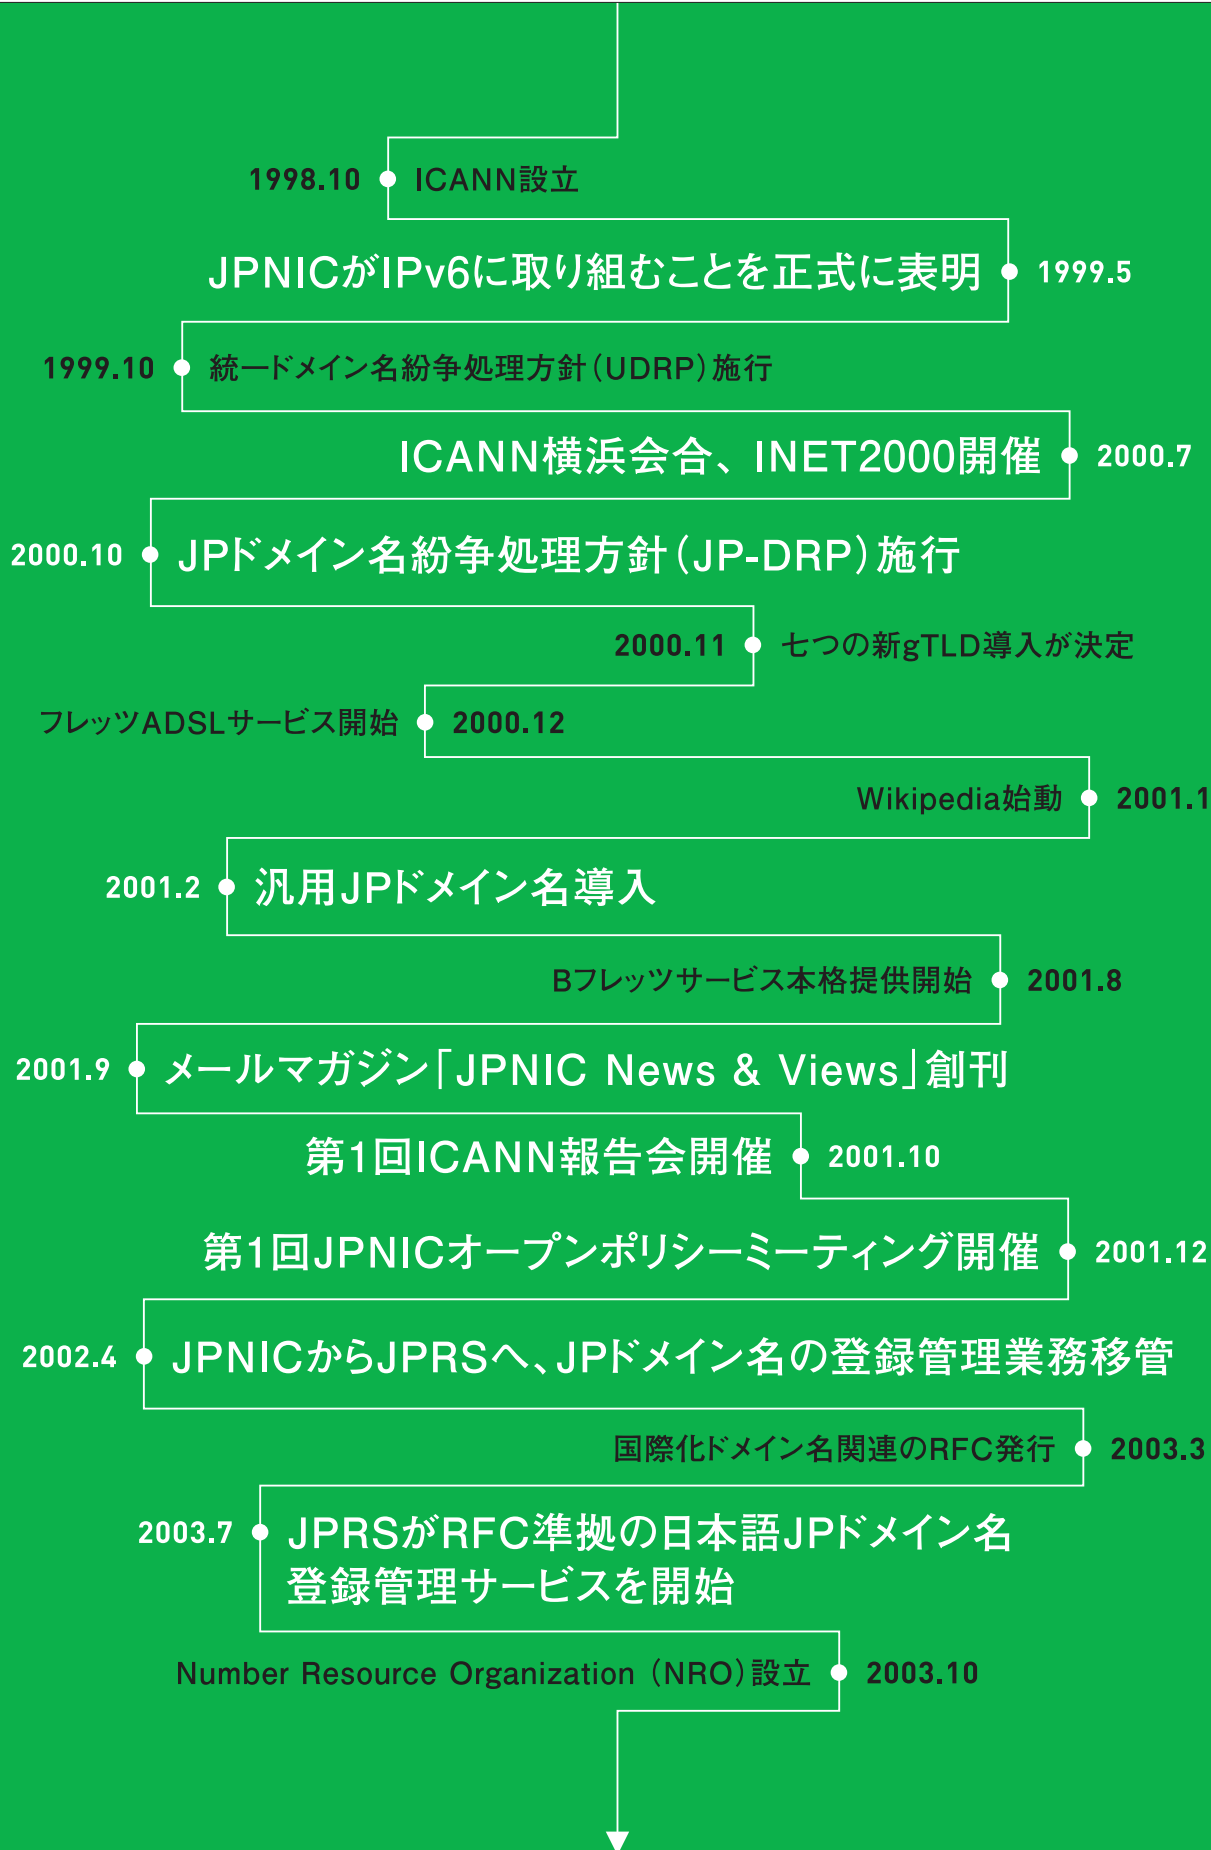 1998.10 ICANN設立
JPNICがIPv6に取り組むことを正式に表明 1999.5
1999.10 統一ドメイン名紛争処理方針（UDRP）施行
ICANN横浜会合、INET2000開催 2000.7
2000.10 JPドメイン名紛争処理方針（JP-DRP）施行
2000.11 七つの新gTLD導入が決定
フレッツADSLサービス開始 2000.12
Wikipedia始動 2001.1
2001.2 汎用JPドメイン名導入
Bフレッツサービス本格提供開始 2001.8
2001.9 メールマガジン「JPNIC News & Views」創刊
第1回ICANN報告会開催 2001.10
第1回JPNICオープンポリシーミーティング開催 2001.12
2002.4 JPNICからJPRSへ、JPドメイン名の登録管理業務移管
国際化ドメイン名関連のRFC発行 2003.3
2003.7 JPRSがRFC準拠の日本語JPドメイン名
登録管理サービスを開始
Number Resource Organization（NRO）設立 2003.10